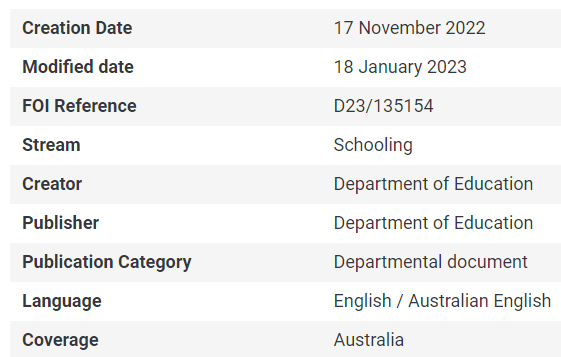 Creation Date 17 November 2022
Modified date 18 January 2023
FOI Reference D23/135154
Stream Schooling
Creator Department of Education
Publisher Department of Education
Publication Category Departmental document
Language English / Australian English
Coverage Australia